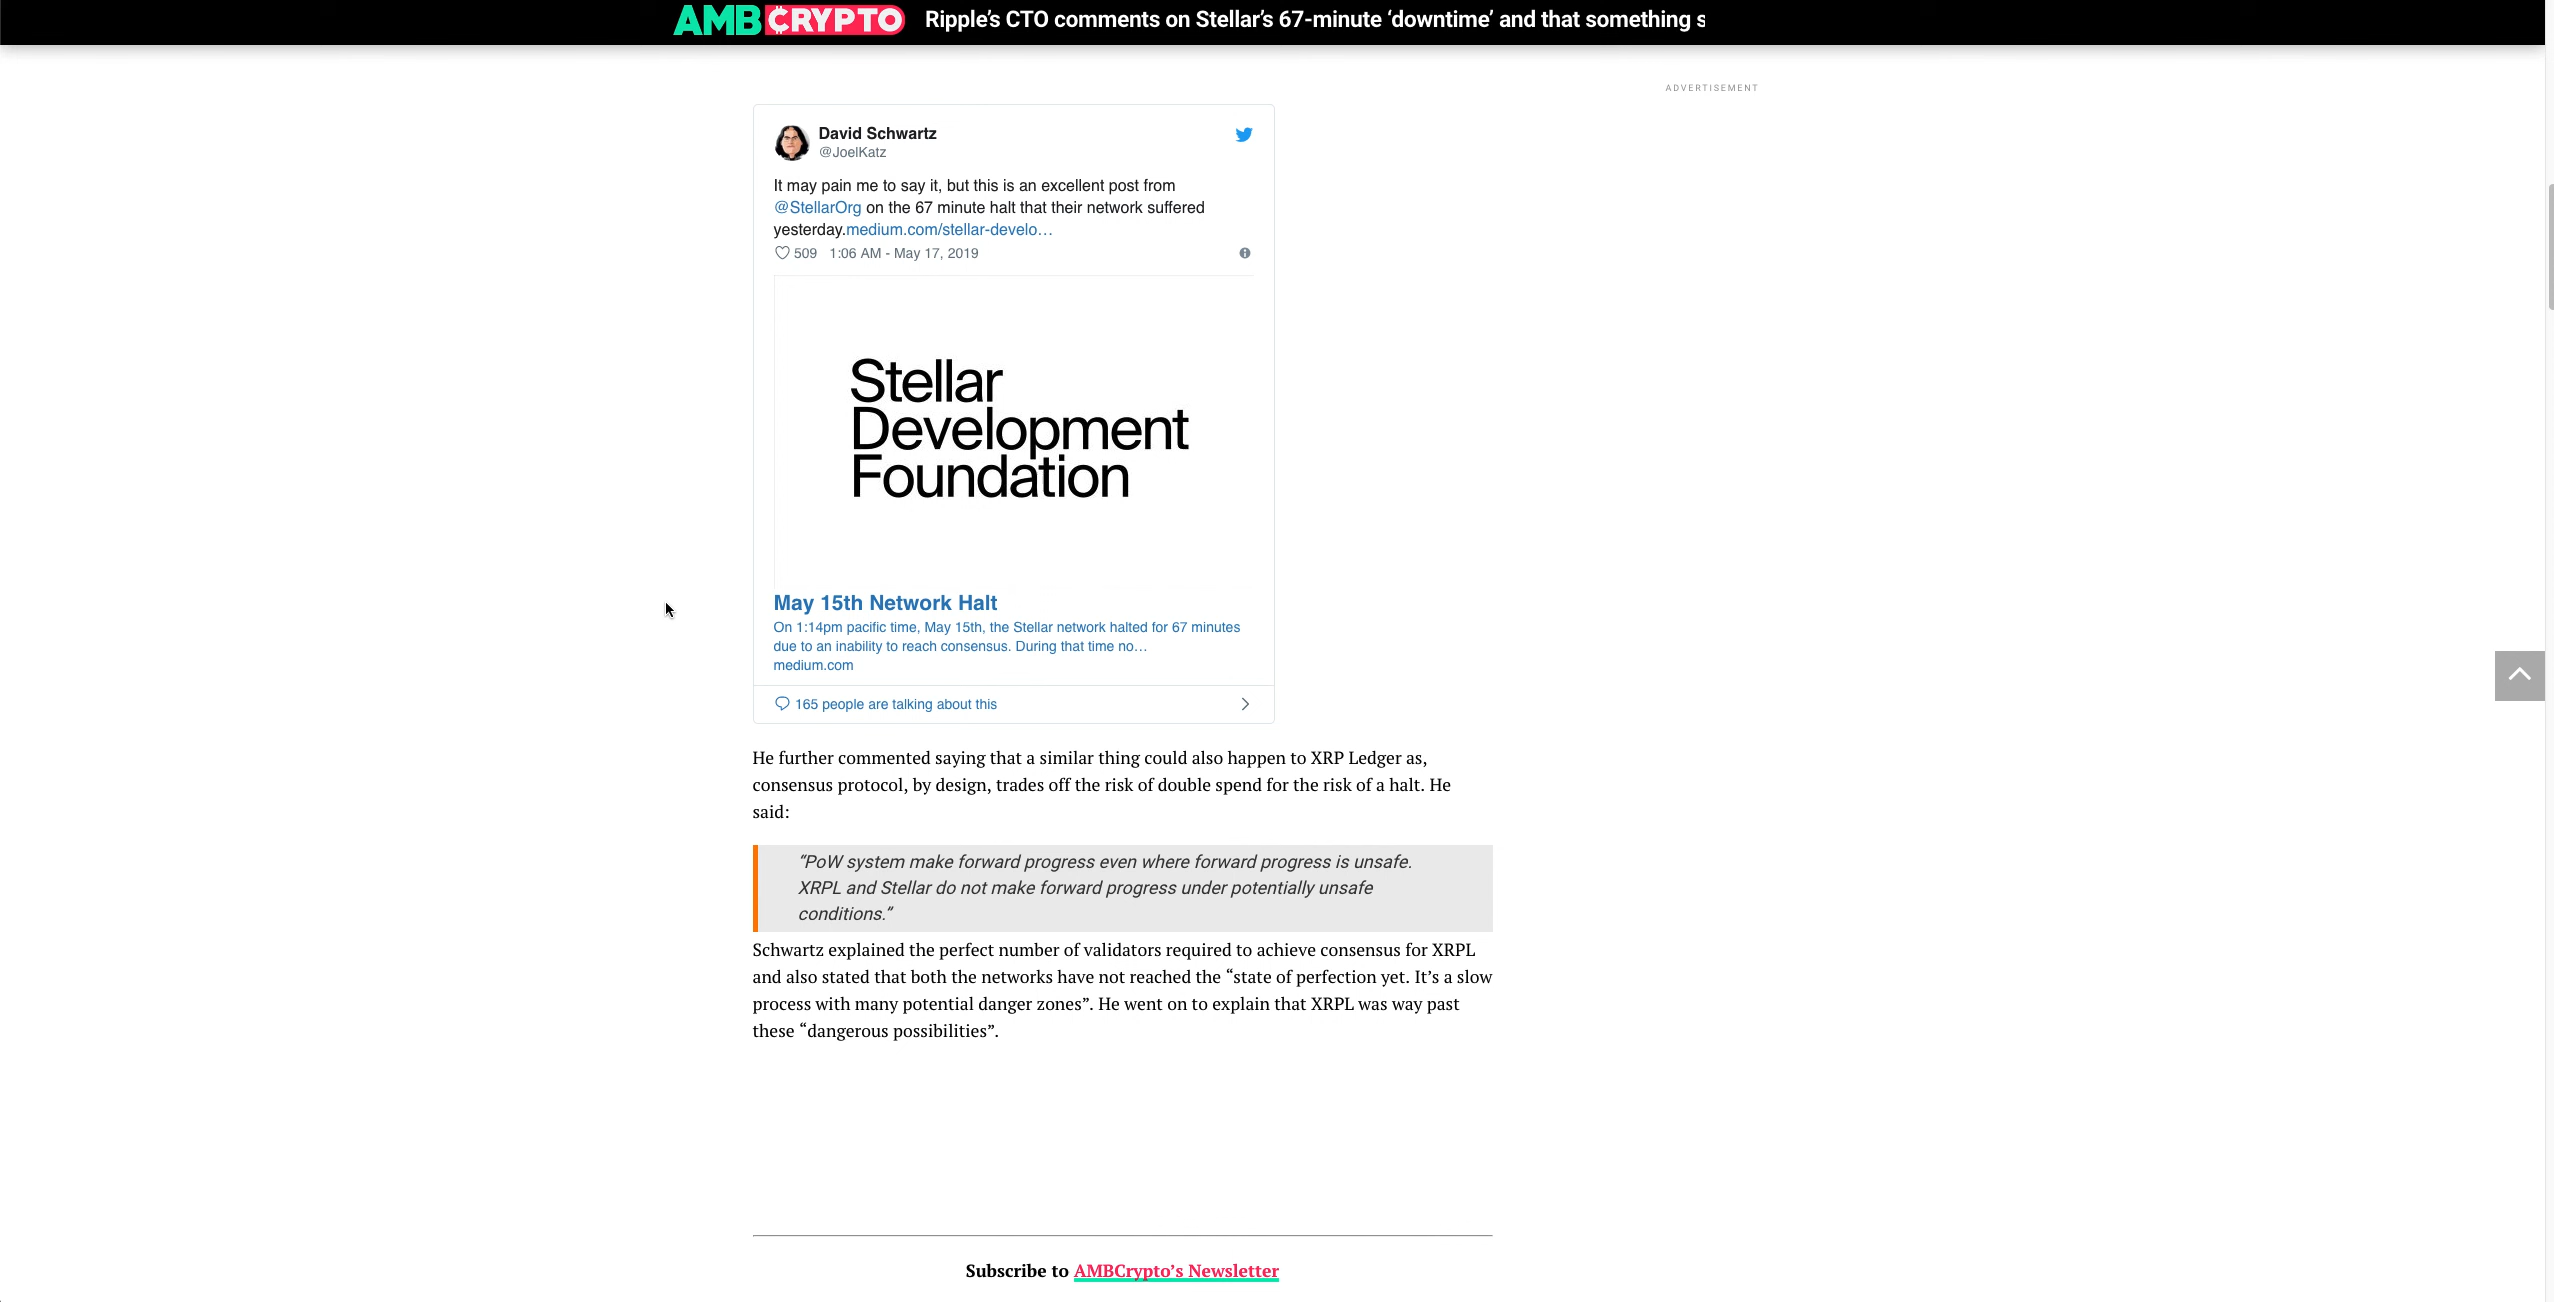 AMBCRYPTO Ripple’s CTO comments on Stellar’s 67-minute ‘downtime’ and that something s
ADVERTISEMENT
David Schwartz
@JoelKatz
It may pain me to say it, but this is an excellent post from
@StellarOrg on the 67 minute halt that their network suffered
yesterday.medium.com/stellar-develo…
509 1:06 AM - May 17, 2019
Stellar
Development
Foundation
May 15th Network Halt
On 1:14pm pacific time, May 15th, the Stellar network halted for 67 minutes
due to an inability to reach consensus. During that time no…
medium.com
165 people are talking about this
He further commented saying that a similar thing could also happen to XRP Ledger as,
consensus protocol, by design, trades off the risk of double spend for the risk of a halt. He
said:
“PoW system make forward progress even where forward progress is unsafe.
XRPL and Stellar do not make forward progress under potentially unsafe
conditions.”
Schwartz explained the perfect number of validators required to achieve consensus for XRPL
and also stated that both the networks have not reached the “state of perfection yet. It’s a slow
process with many potential danger zones”. He went on to explain that XRPL was way past
these “dangerous possibilities”.
Subscribe to AMBCrypto’s Newsletter